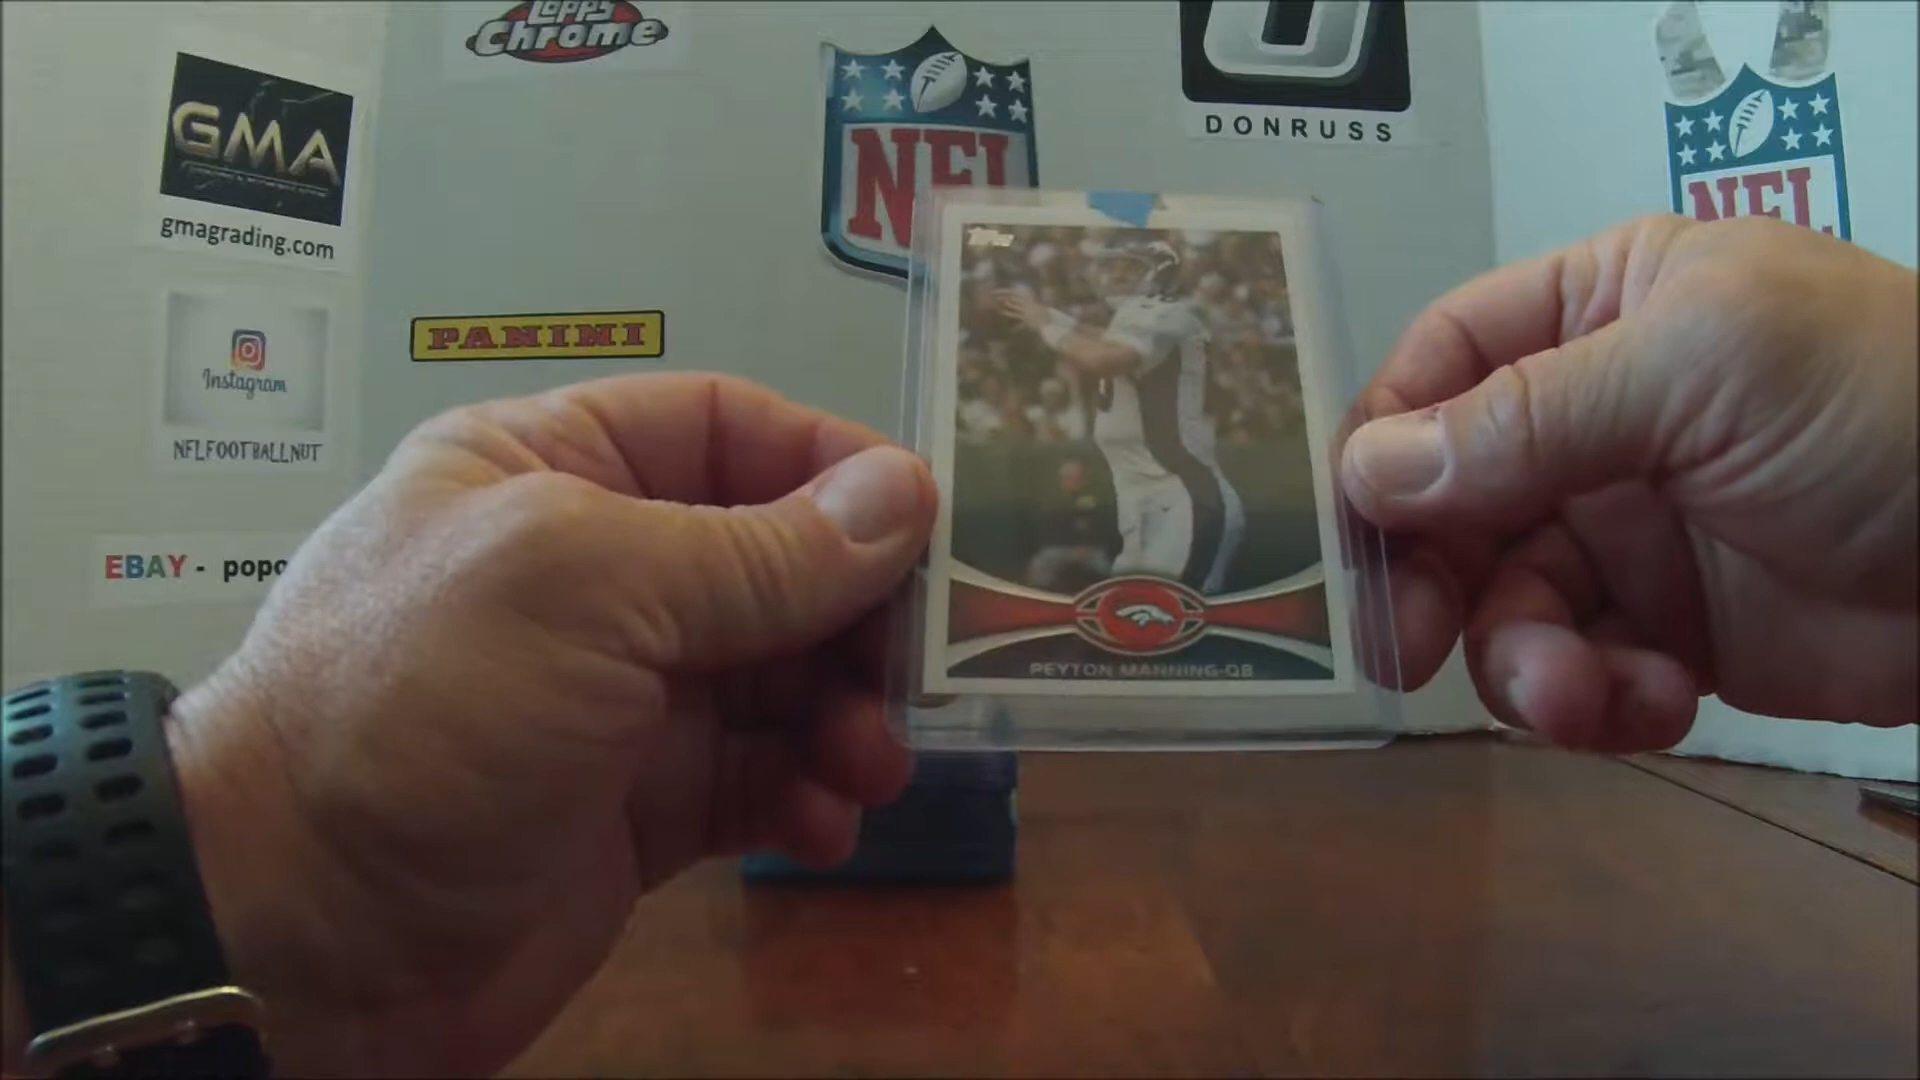 Topps
Chrome
GMA
gmagrading.com
NFL
DONRUSS
NFL
PANINI
Instagram
NFLFOOTBALLNUT
EBAY - popo
Topps
PEYTON MANNING-QB